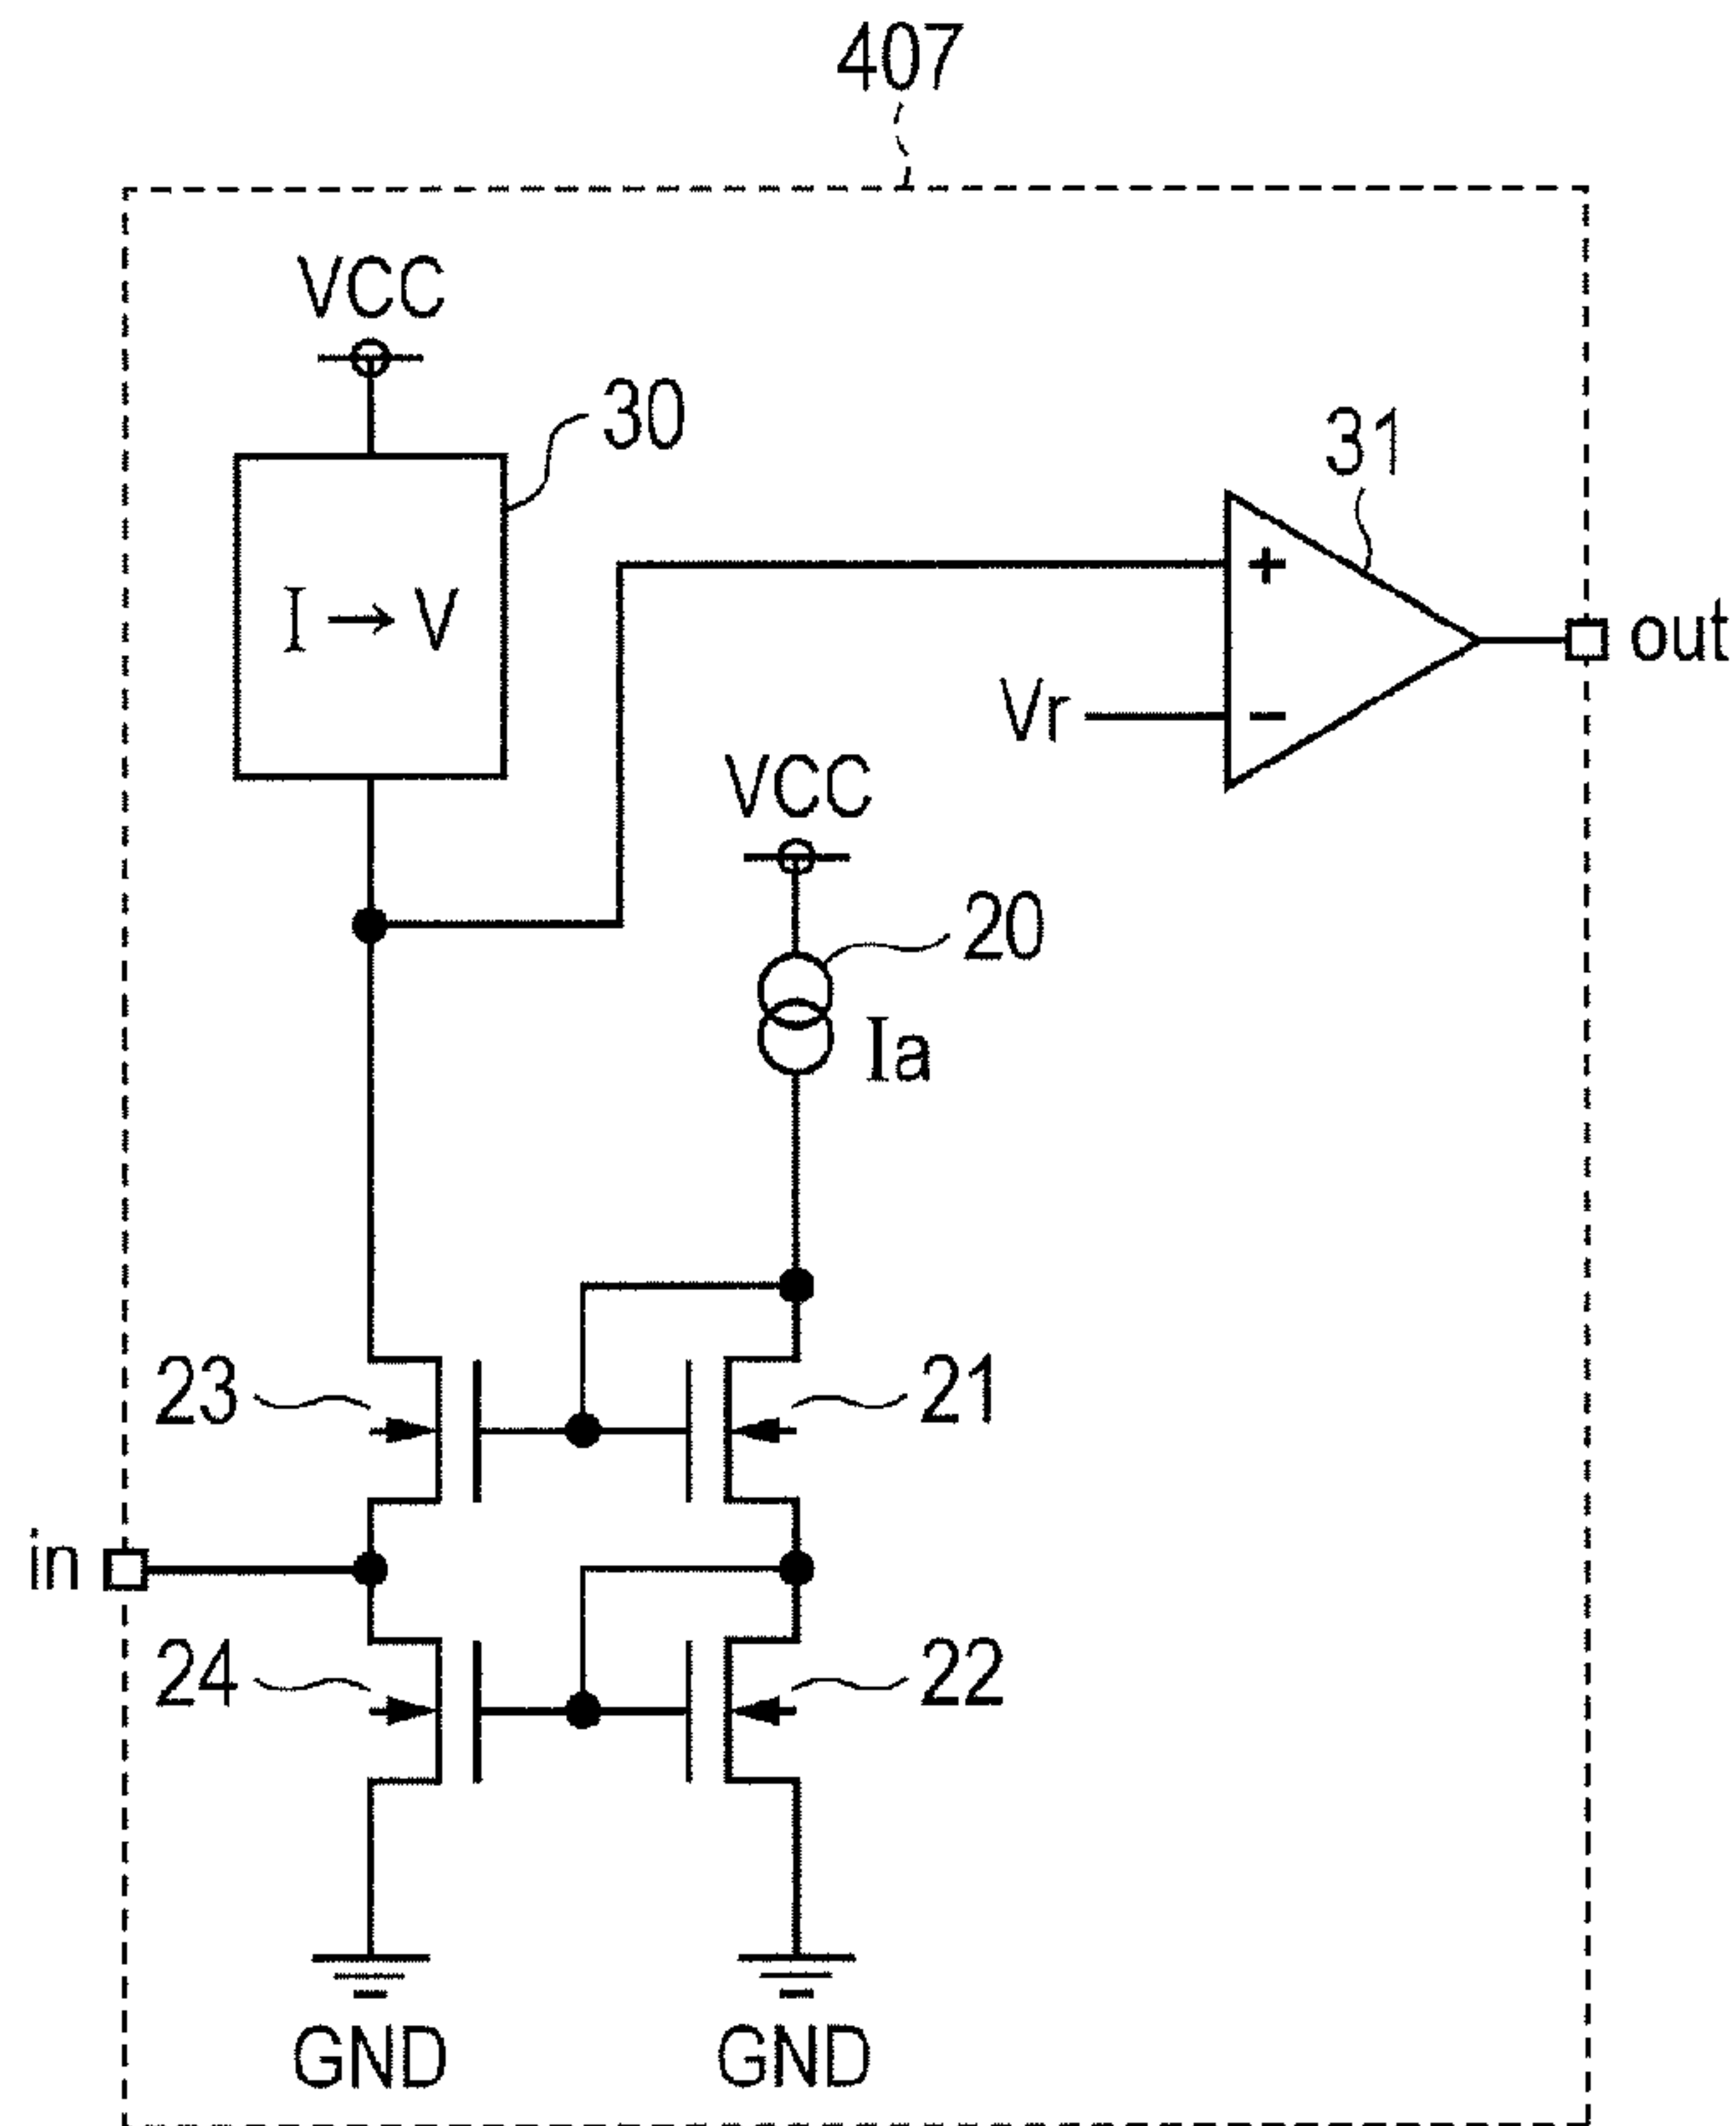 407
VCC
30
31
I → V
+
out
Vr
-
VCC
20
Ia
23
21
in
24
22
GND
GND